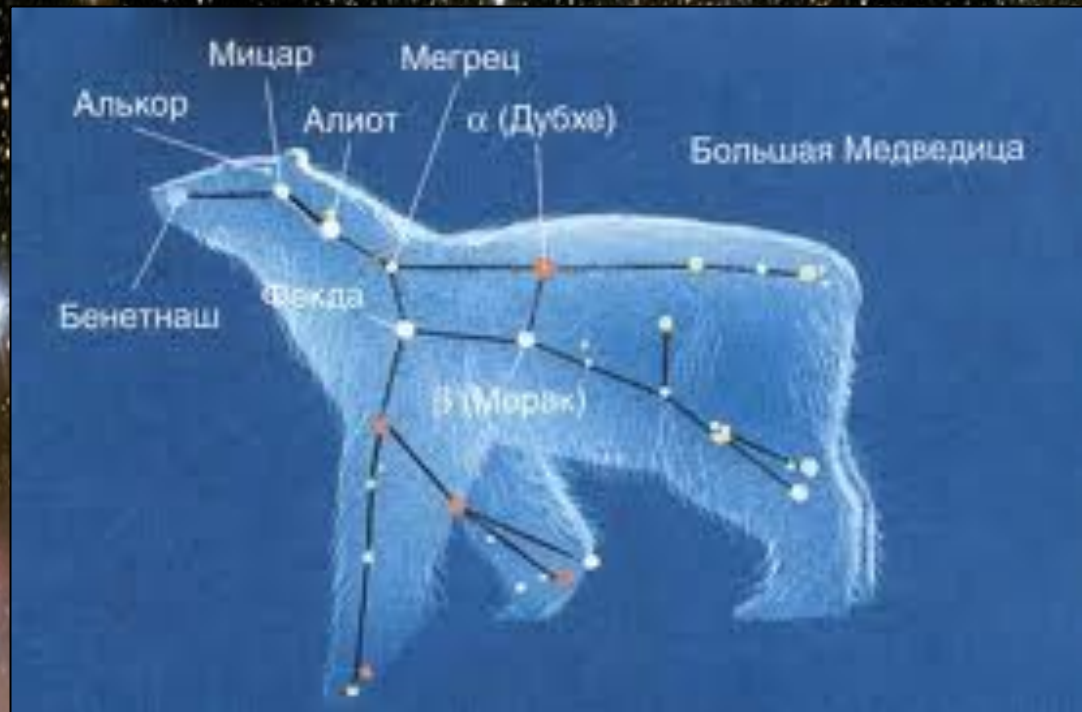 Мицар
Мегрец
Алькор
Алиот
α (Дубхе)
Большая Медведица
Фекда
Бенетнаш
β (Мерак)